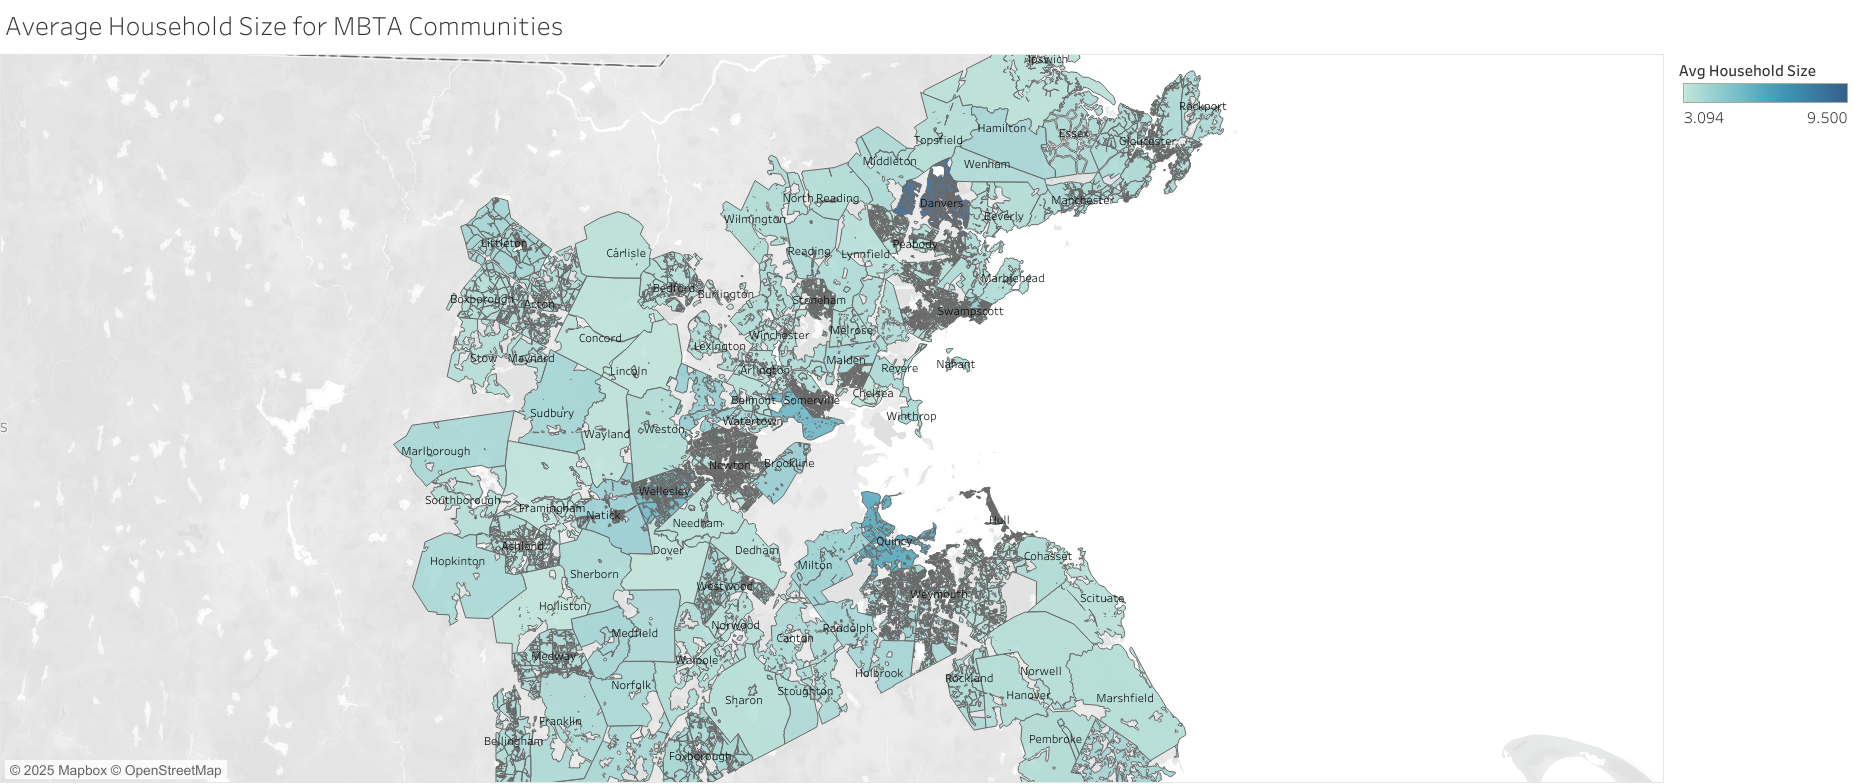 Average Household Size for MBTA Communities
Avg Household Size
3.094 9.500
Ipswich
Rockport
Hamilton
Essex
Topsfield
Gloucester
Middleton
Wenham
North Reading
Danvers
Manchester
Wilmington
Beverly
Littleton
Carlisle
Reading
Lynnfield
Peabody
Marblehead
Bedford
Burlington
Boxborough
Acton
Stoneham
Swampscott
Concord
Winchester
Melrose
Lexington
Stow
Maynard
Malden
Nahant
Lincoln
Arlington
Revere
Belmont
Somerville
Chelsea
Sudbury
Winthrop
Watertown
Wayland
Weston
s
Marlborough
Newton
Brookline
Wellesley
Southborough
Framingham
Natick
Needham
Hull
Quincy
Ashland
Dover
Dedham
Cohasset
Hopkinton
Milton
Sherborn
Westwood
Weymouth
Scituate
Holliston
Norwood
Randolph
Medfield
Canton
Medway
Walpole
Holbrook
Norwell
Rockland
Norfolk
Stoughton
Hanover
Sharon
Marshfield
Franklin
Bellingham
Pembroke
Foxborough
© 2025 Mapbox © OpenStreetMap